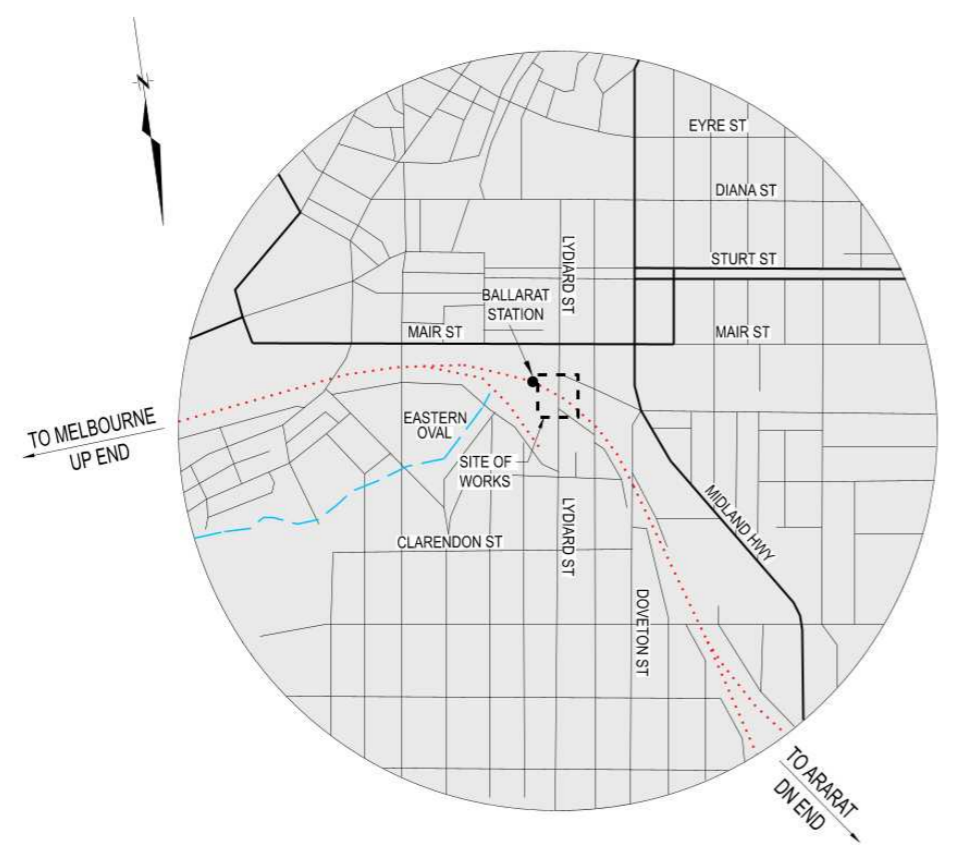 N
EYRE ST
DIANA ST
STURT ST
LYDIARD ST
BALLARAT
STATION
MAIR ST
MAIR ST
TO MELBOURNE
UP END
EASTERN
OVAL
SITE OF
WORKS
LYDIARD ST
MIDLAND HWY
CLARENDON ST
DOVETON ST
TO ARARAT
DN END